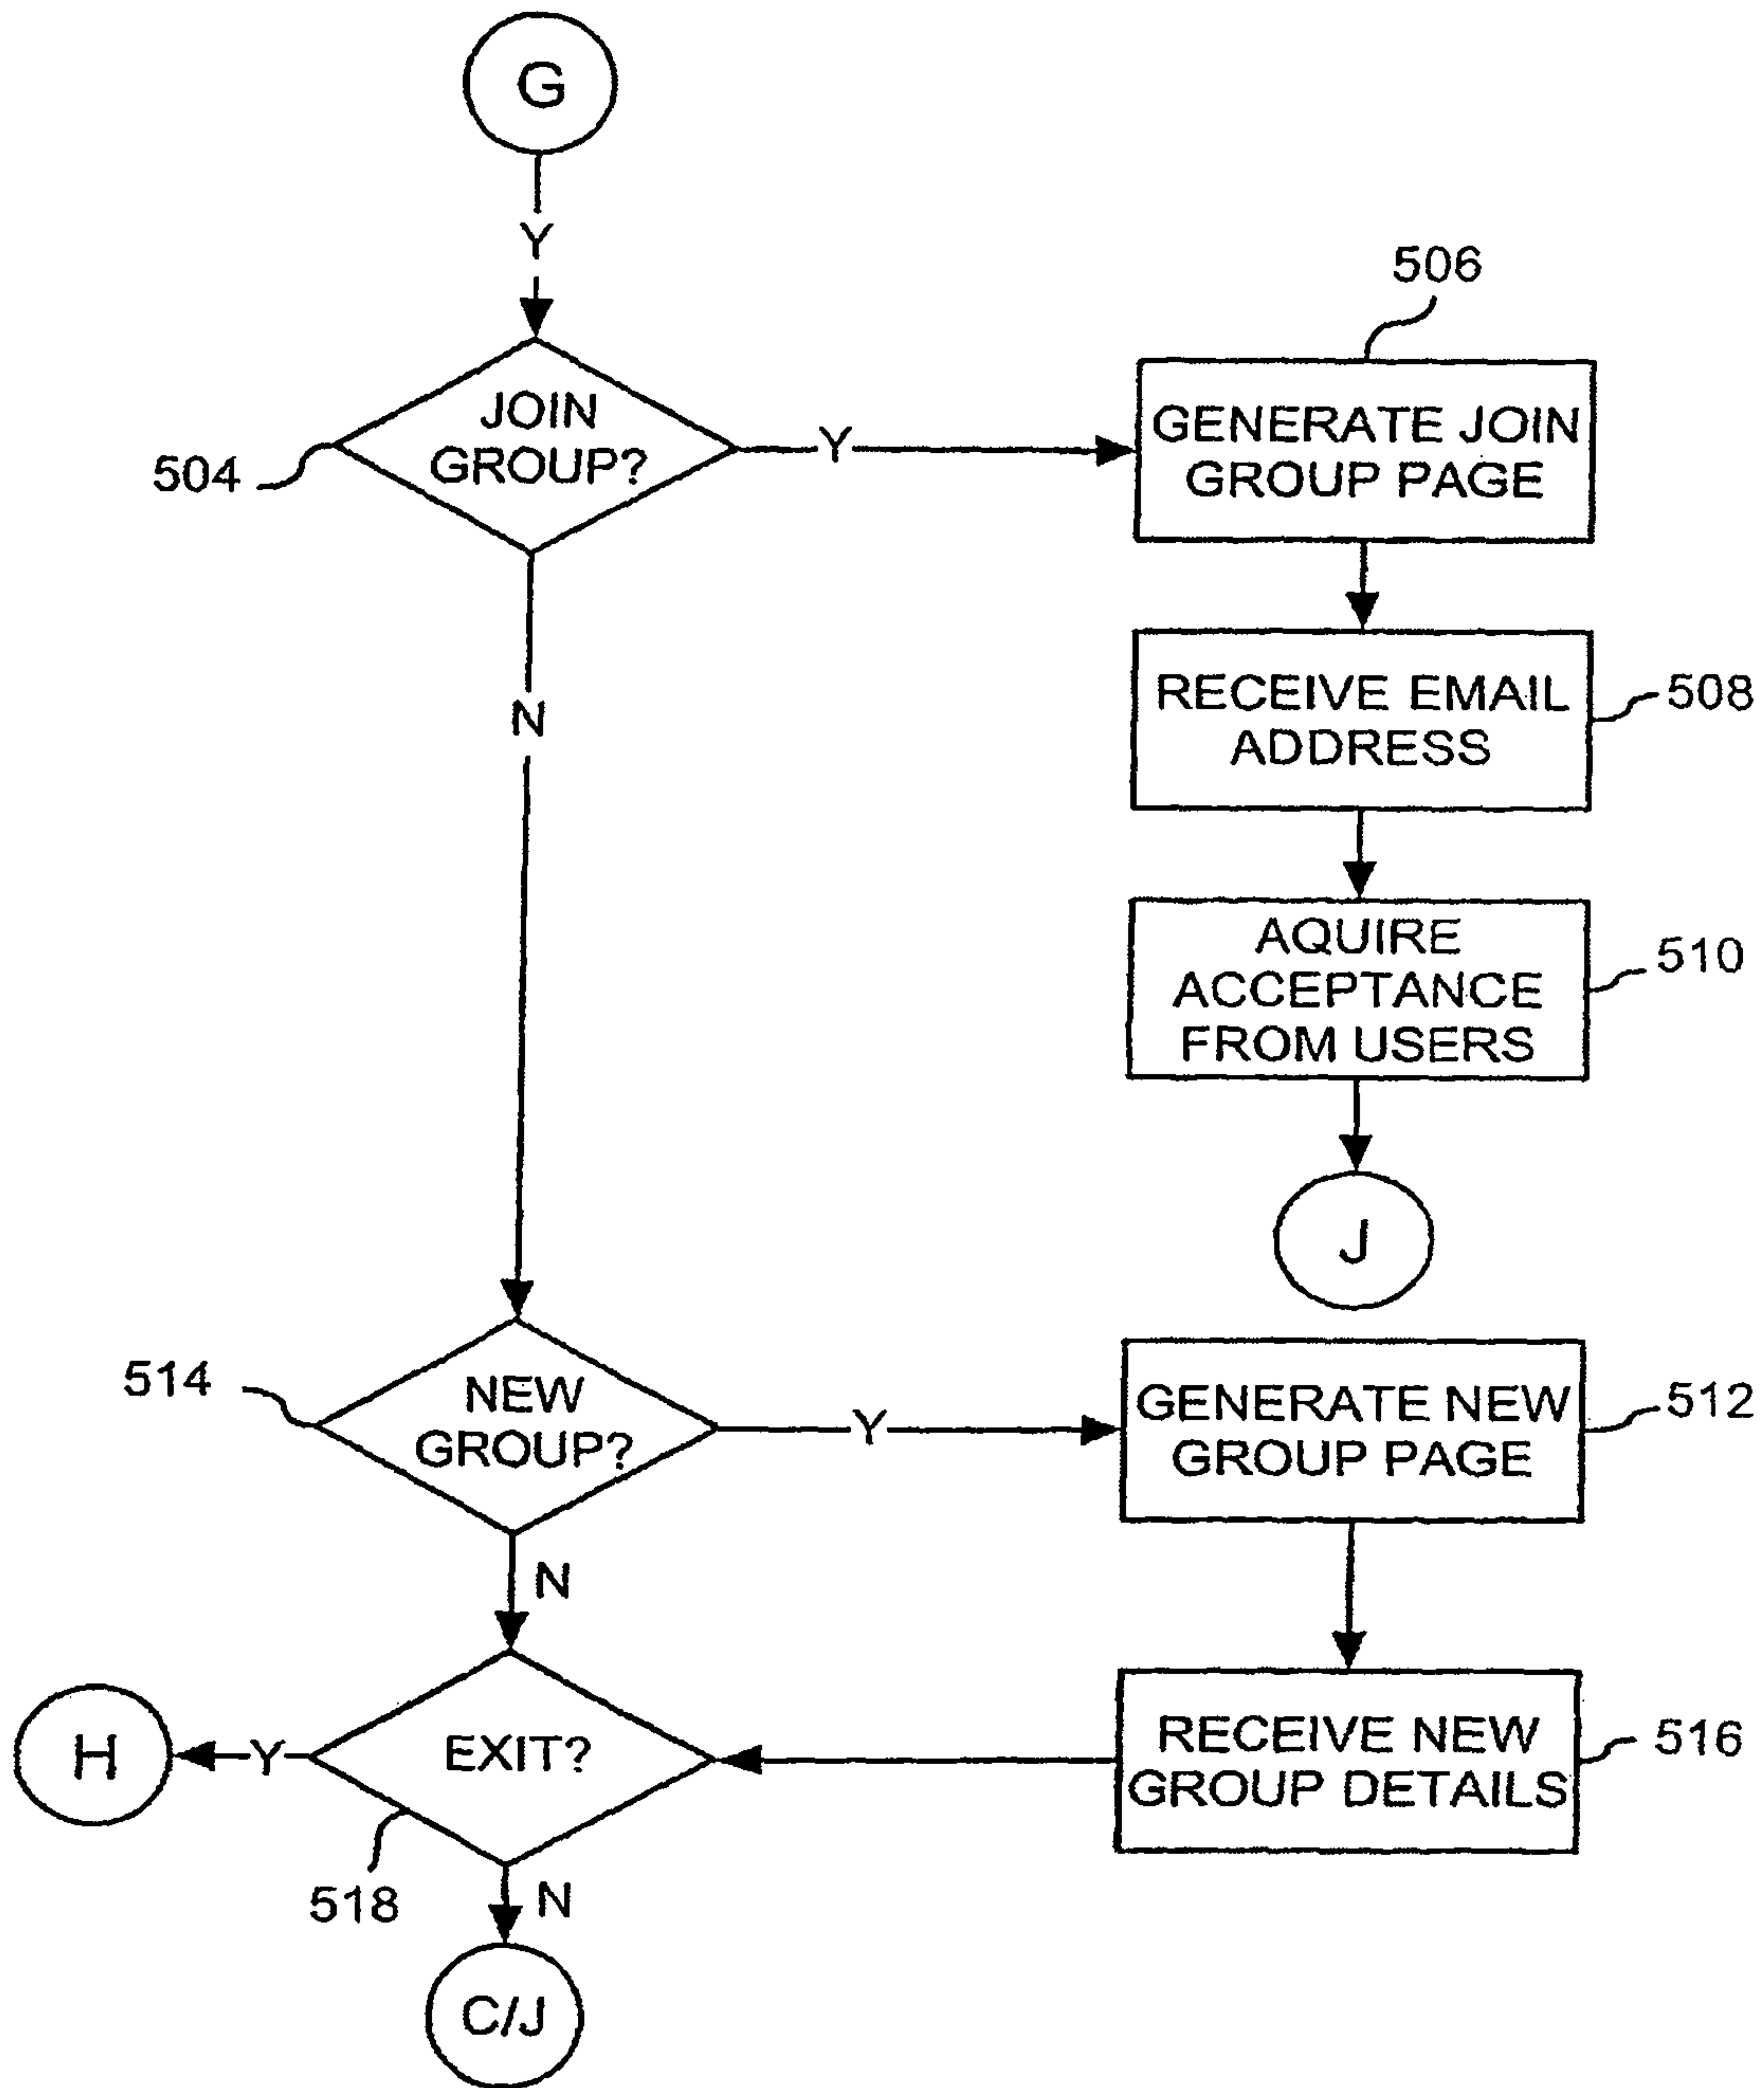 G
Y
506
JOIN
GROUP?
504
Y
GENERATE JOIN
GROUP PAGE
N
RECEIVE EMAIL
ADDRESS
508
AQUIRE
ACCEPTANCE
FROM USERS
510
J
514
NEW
GROUP?
Y
GENERATE NEW
GROUP PAGE
512
N
H
Y
EXIT?
RECEIVE NEW
GROUP DETAILS
516
518
N
C/J